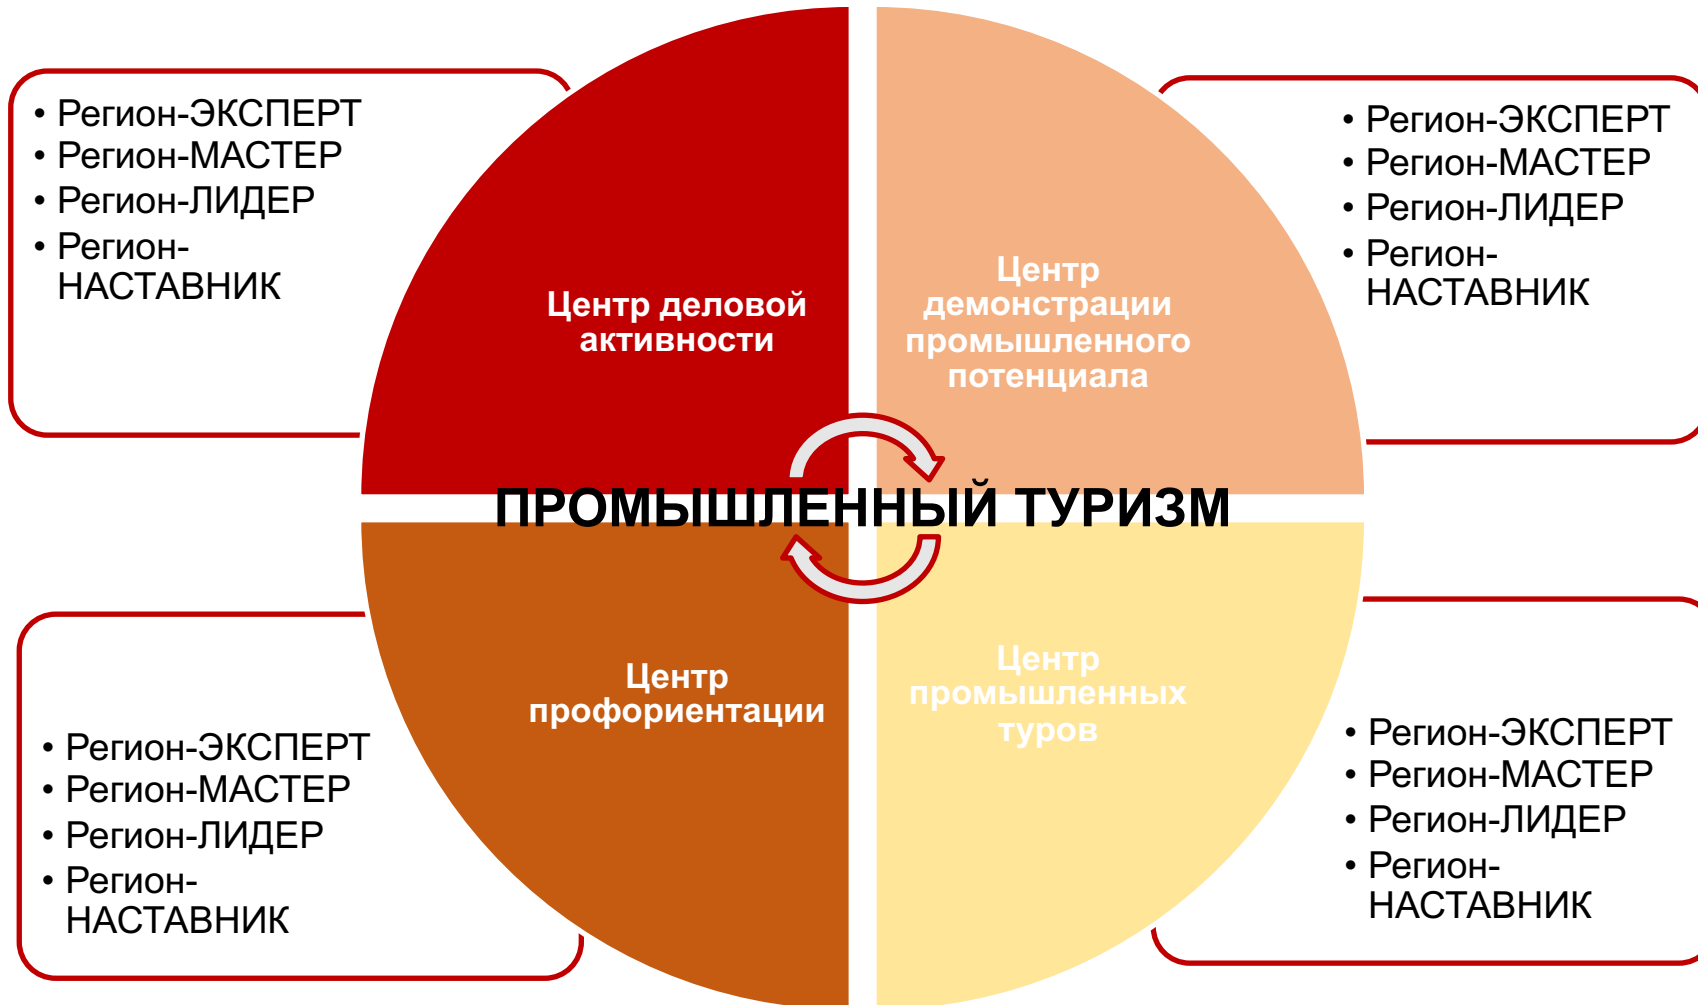 • Регион-ЭКСПЕРТ
• Регион-МАСТЕР
• Регион-ЛИДЕР
• Регион-
НАСТАВНИК
Центр деловой
активности
Центр
демонстрации
промышленного
потенциала
• Регион-ЭКСПЕРТ
• Регион-МАСТЕР
• Регион-ЛИДЕР
• Регион-
НАСТАВНИК
ПРОМЫШЛЕННЫЙ ТУРИЗМ
• Регион-ЭКСПЕРТ
• Регион-МАСТЕР
• Регион-ЛИДЕР
• Регион-
НАСТАВНИК
Центр
профориентации
Центр
промышленных
туров
• Регион-ЭКСПЕРТ
• Регион-МАСТЕР
• Регион-ЛИДЕР
• Регион-
НАСТАВНИК